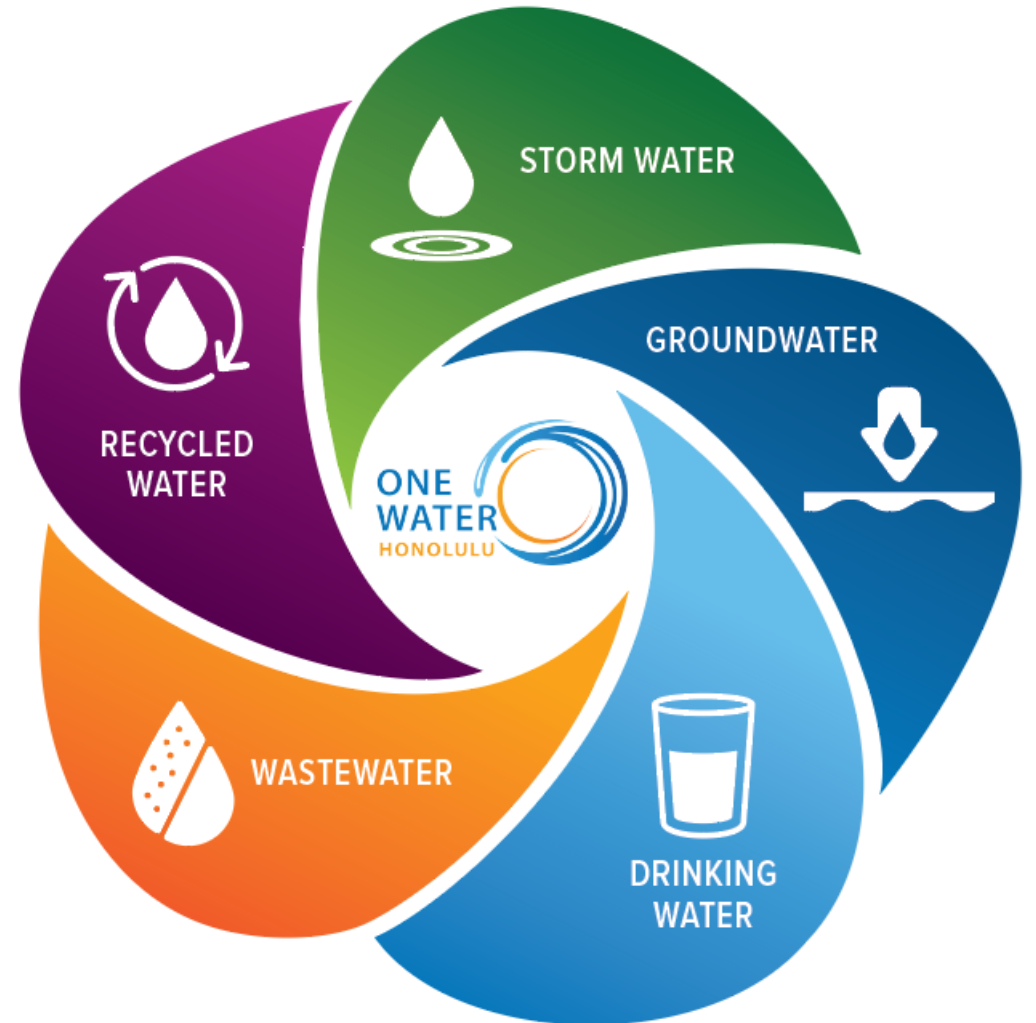 STORM WATER
GROUNDWATER
RECYCLED
WATER
ONE
WATER
HONOLULU
WASTEWATER
DRINKING
WATER